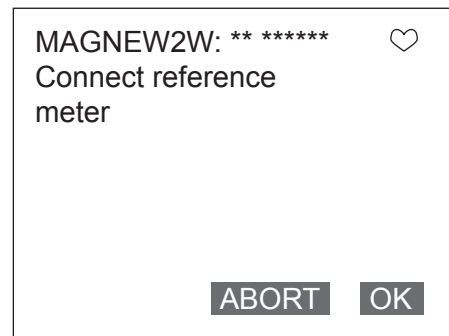 MAGNEW2W: ** ******
Connect reference
meter
ABORT OK